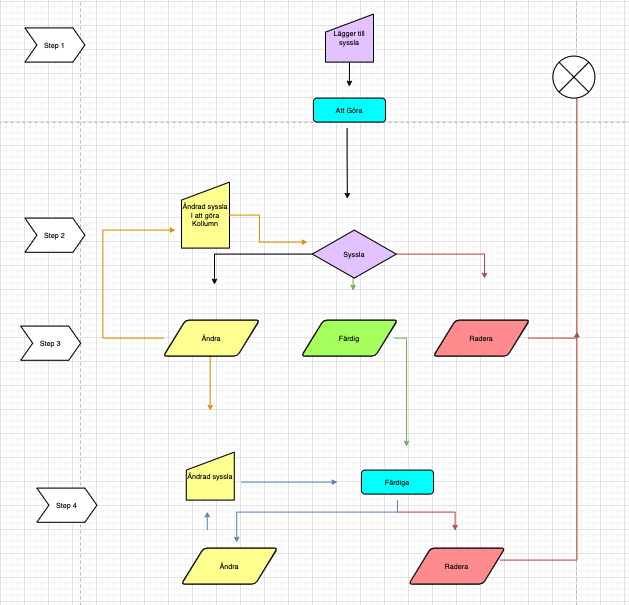 Step 1
Lägger till
syssla
Att Göra
Ändrad syssla
I att göra
Kollumn
Step 2
Syssla
Step 3
Ändra
Färdig
Radera
Ändrad syssla
Färdiga
Step 4
Ändra
Radera